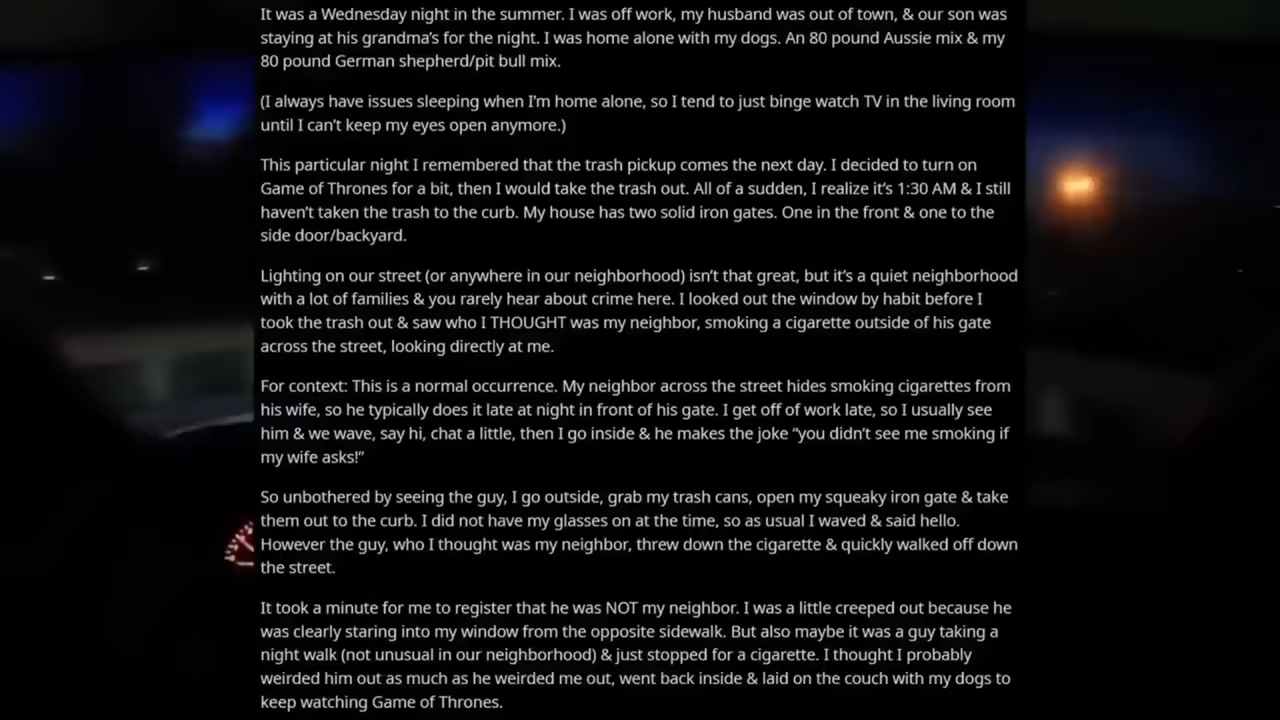 It was a Wednesday night in the summer. I was off work, my husband was out of town, & our son was
staying at his grandma's for the night. I was home alone with my dogs. An 80 pound Aussie mix & my
80 pound German shepherd/pit bull mix.
(I always have issues sleeping when I'm home alone, so I tend to just binge watch TV in the living room
until I can't keep my eyes open anymore.)
This particular night I remembered that the trash pickup comes the next day. I decided to turn on
Game of Thrones for a bit, then I would take the trash out. All of a sudden, I realize it's 1:30 AM & I still
haven't taken the trash to the curb. My house has two solid iron gates. One in the front & one to the
side door/backyard.
Lighting on our street (or anywhere in our neighborhood) isn't that great, but it's a quiet neighborhood
with a lot of families & you rarely hear about crime here. I looked out the window by habit before I
took the trash out & saw who I THOUGHT was my neighbor, smoking a cigarette outside of his gate
across the street, looking directly at me.
For context: This is a normal occurrence. My neighbor across the street hides smoking cigarettes from
his wife, so he typically does it late at night in front of his gate. I get off of work late, so I usually see
him & we wave, say hi, chat a little, then I go inside & he makes the joke “you didn't see me smoking if
my wife asks!”
So unbothered by seeing the guy, I go outside, grab my trash cans, open my squeaky iron gate & take
them out to the curb. I did not have my glasses on at the time, so as usual I waved & said hello.
However the guy, who I thought was my neighbor, threw down the cigarette & quickly walked off down
the street.
It took a minute for me to register that he was NOT my neighbor. I was a little creeped out because he
was clearly staring into my window from the opposite sidewalk. But also maybe it was a guy taking a
night walk (not unusual in our neighborhood) & just stopped for a cigarette. I thought I probably
weirded him out as much as he weirded me out, went back inside & laid on the couch with my dogs to
keep watching Game of Thrones.